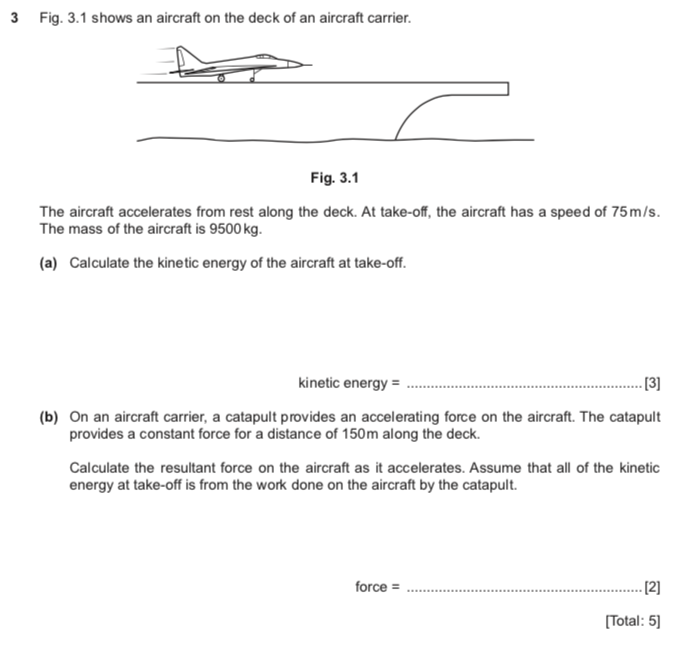 3 Fig. 3.1 shows an aircraft on the deck of an aircraft carrier.
Fig. 3.1
The aircraft accelerates from rest along the deck. At take-off, the aircraft has a speed of 75 m/s.
The mass of the aircraft is 9500 kg.
(a) Calculate the kinetic energy of the aircraft at take-off.
kinetic energy = ........................................................ [3]
(b) On an aircraft carrier, a catapult provides an accelerating force on the aircraft. The catapult
provides a constant force for a distance of 150 m along the deck.
Calculate the resultant force on the aircraft as it accelerates. Assume that all of the kinetic
energy at take-off is from the work done on the aircraft by the catapult.
force = ........................................................ [2]
[Total: 5]